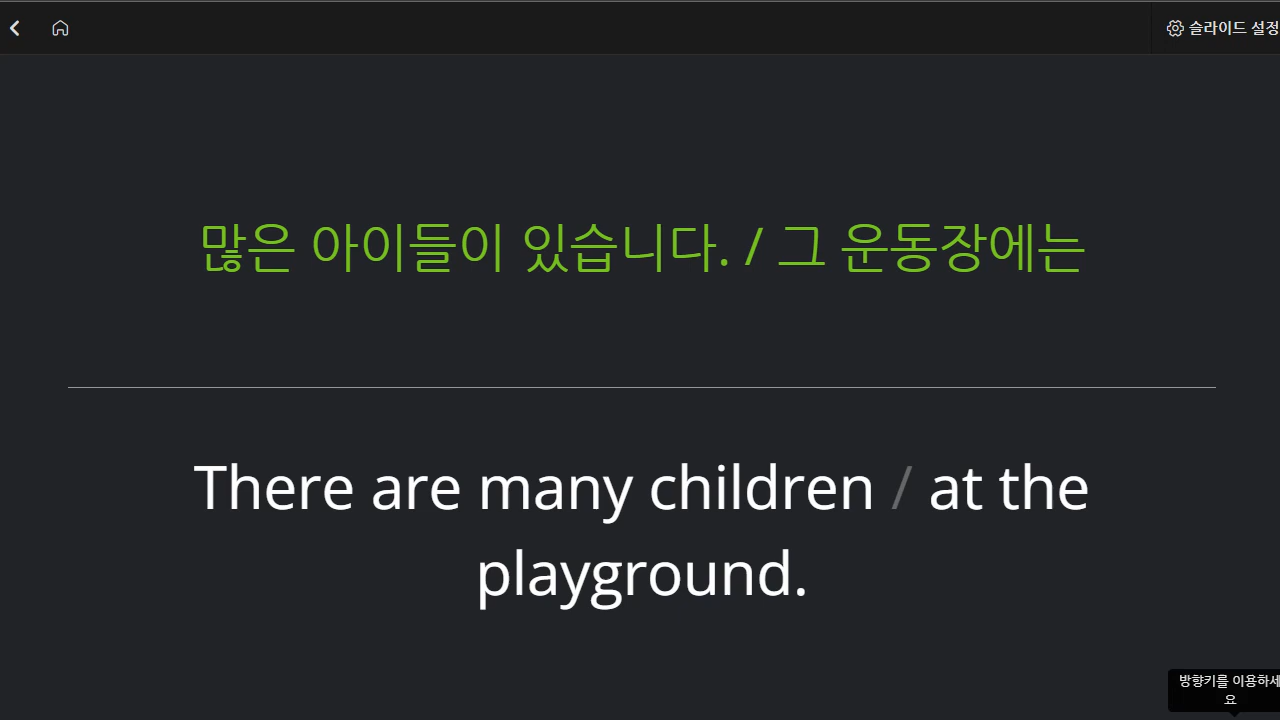 슬라이드 설정
많은 아이들이 있습니다. / 그 운동장에는
There are many children / at the
playground.
방향키를 이용하세
요